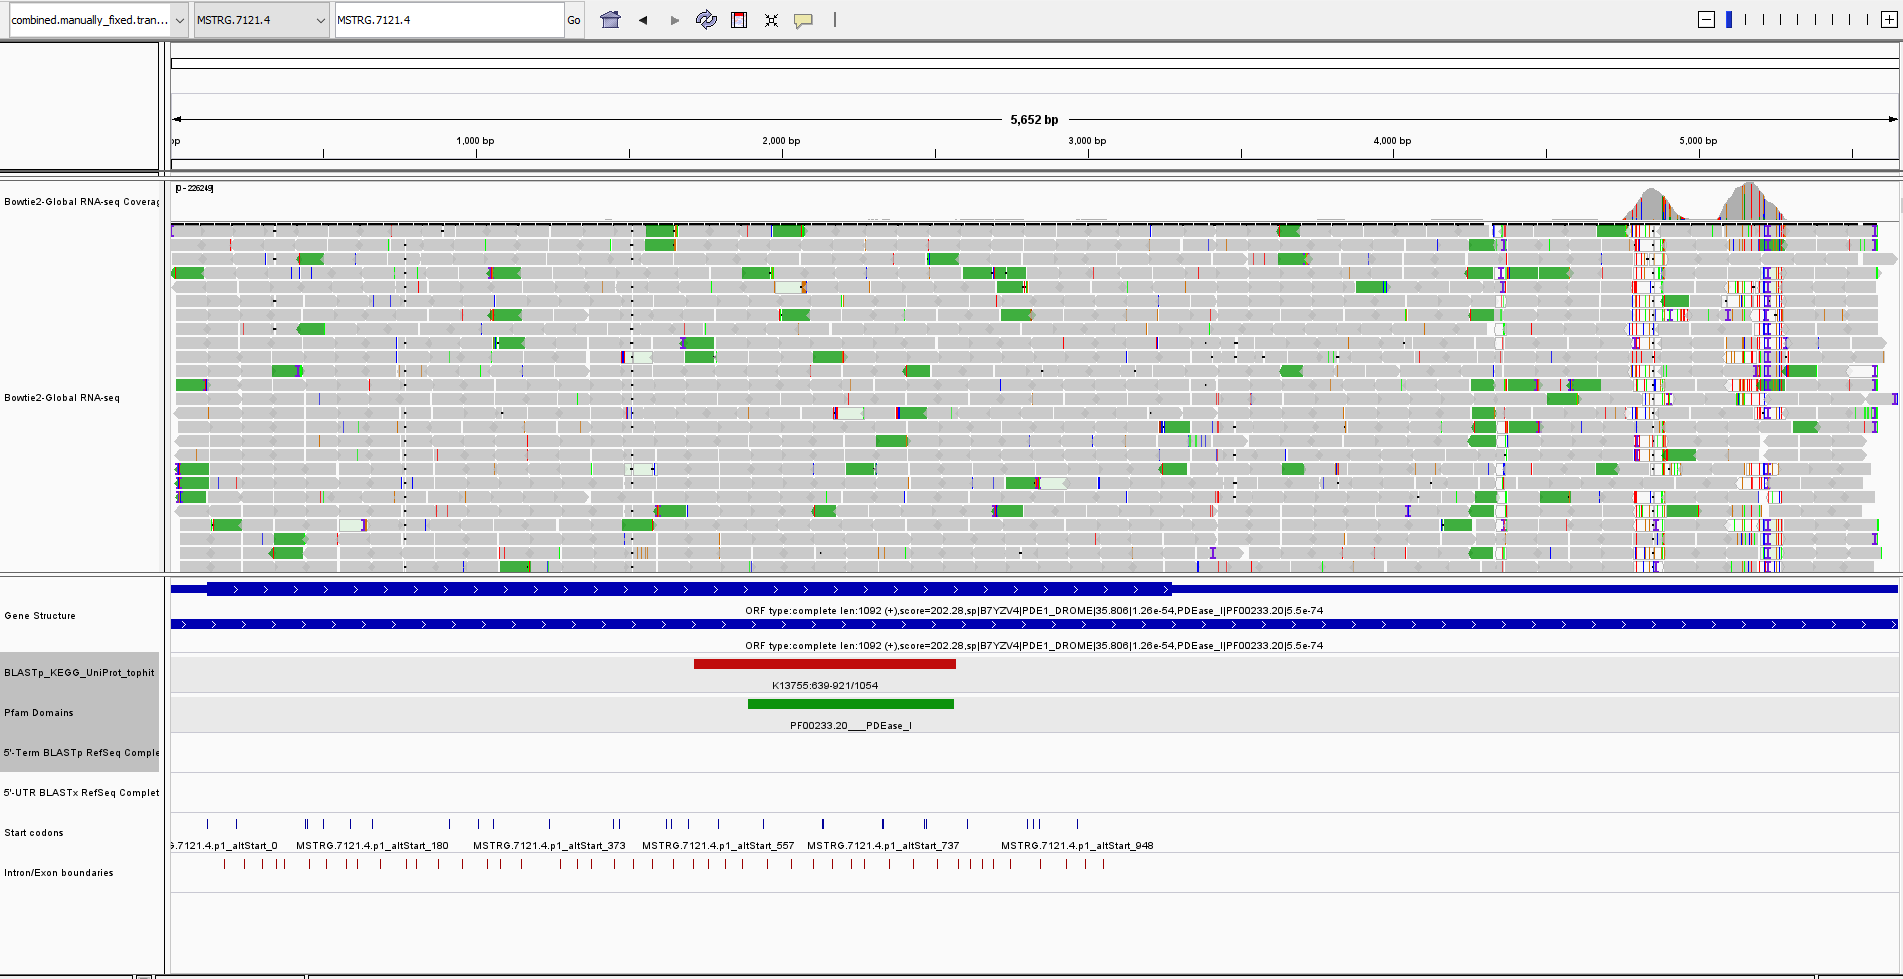 combined.manually_fixed.tran... MSTRG.7121.4 MSTRG.7121.4 Go
5,652 bp
bp 1,000 bp 2,000 bp 3,000 bp 4,000 bp 5,000 bp
[0 - 226249]
Bowtie2-Global RNA-seq Coverag
Bowtie2-Global RNA-seq
ORF type:complete len:1092 (+),score=202.28,sp|B7YZV4|PDE1_DROME|35.806|1.26e-54,PDEase_I|PF00233.20|5.5e-74
Gene Structure
ORF type:complete len:1092 (+),score=202.28,sp|B7YZV4|PDE1_DROME|35.806|1.26e-54,PDEase_I|PF00233.20|5.5e-74
BLASTp_KEGG_UniProt_tophit
K13755:639-921/1054
Pfam Domains
PF00233.20___PDEase_I
5'-Term BLASTp RefSeq Comple
5'-UTR BLASTx RefSeq Complet
Start codons
G.7121.4.p1_altStart_0 MSTRG.7121.4.p1_altStart_180 MSTRG.7121.4.p1_altStart_373 MSTRG.7121.4.p1_altStart_557 MSTRG.7121.4.p1_altStart_737 MSTRG.7121.4.p1_altStart_948
Intron/Exon boundaries